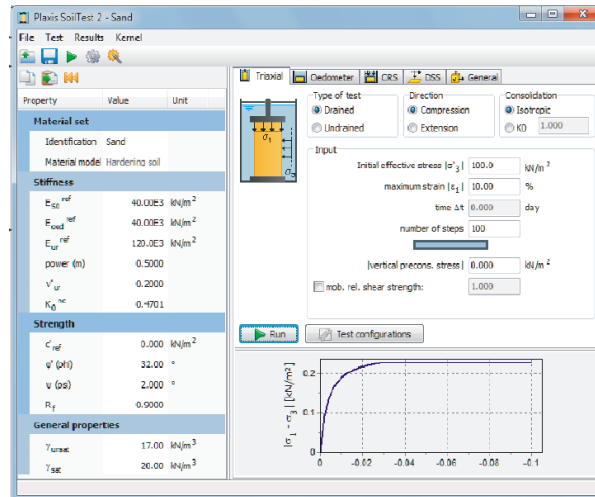 Plaxis SoilTest 2 - Sand
File Test Results Kernel
Property Value Unit
Material set
Identification Sand
Material model Hardening soil
Stiffness
E50 ref 40.00E3 kN/m²
Eoed ref 40.00E3 kN/m²
Eur ref 120.0E3 kN/m²
power (m) 0.5000
ν'ur 0.2000
K0 nc 0.4701
Strength
c'ref 0.000 kN/m²
φ' (phi) 32.00 °
ψ (psi) 2.000 °
Rf 0.9000
General properties
γunsat 17.00 kN/m³
γsat 20.00 kN/m³
Triaxial Oedometer CRS DSS General
Type of test Direction Consolidation
Drained Compression Isotropic
Undrained Extension K0 1.000
σ1
σ3
Input
Initial effective stress |σ'3| 100.0 kN/m²
maximum strain |ε1| 10.00 %
time Δt 0.000 day
number of steps 100
|vertical precons. stress| 0.000 kN/m²
mob. rel. shear strength: 1.000
Run Test configurations
|σ1 - σ3| [kN/m²]
0.2
0.1
0
0 -0.02 -0.04 -0.06 -0.08 -0.1